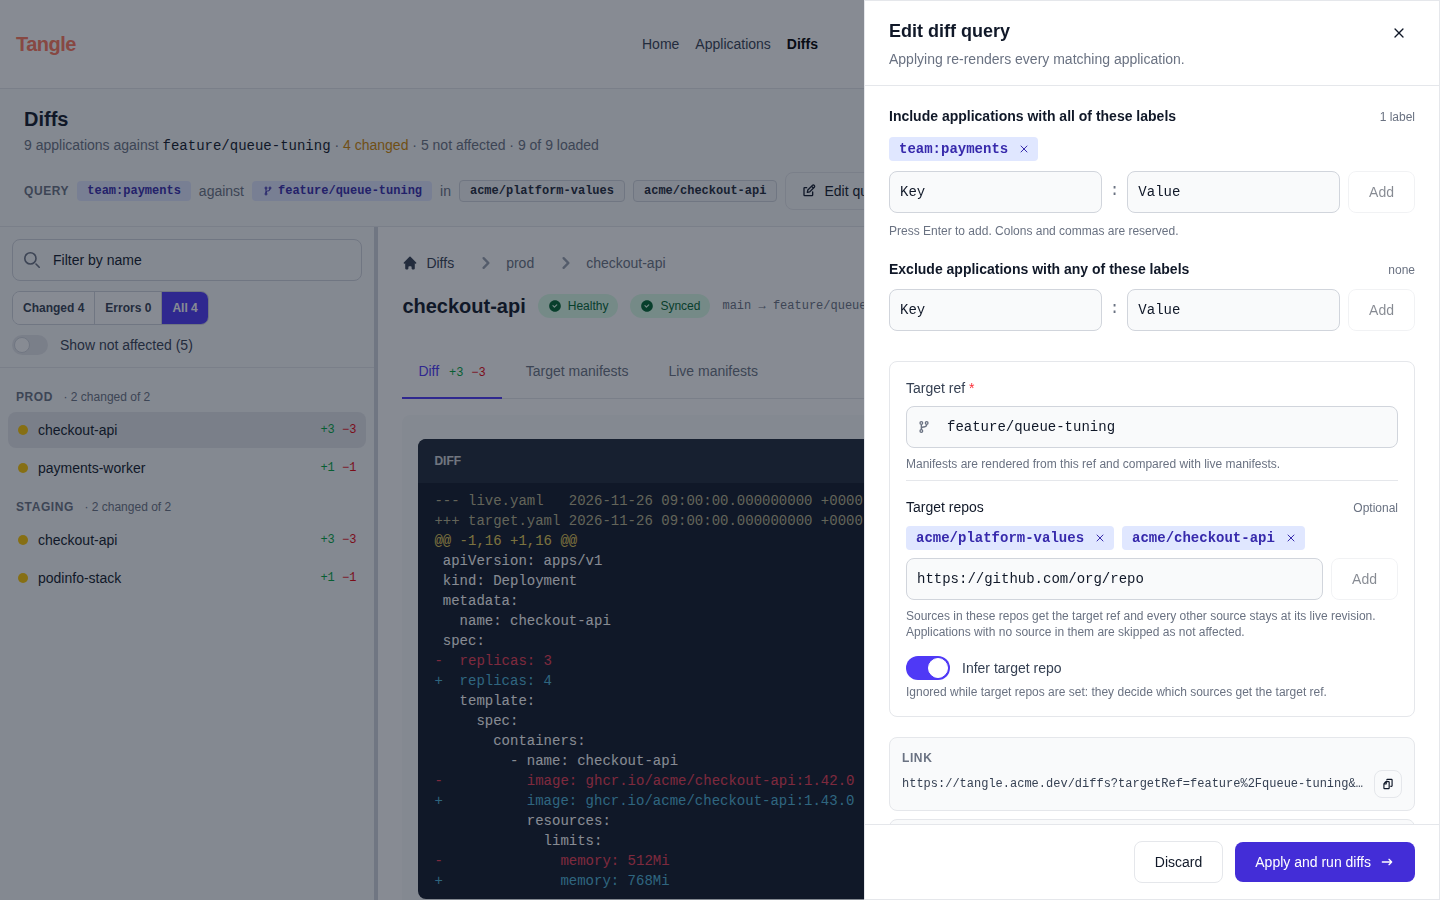 Tangle
Home Applications Diffs
Diffs
9 applications against feature/queue-tuning · 4 changed · 5 not affected · 9 of 9 loaded
QUERY team:payments against feature/queue-tuning in acme/platform-values acme/checkout-api Edit qu
Filter by name
Changed 4 Errors 0 All 4
Show not affected (5)
PROD · 2 changed of 2
checkout-api +3 −3
payments-worker +1 −1
STAGING · 2 changed of 2
checkout-api +3 −3
podinfo-stack +1 −1
Diffs prod checkout-api
checkout-api Healthy Synced main → feature/queue
Diff +3 −3 Target manifests Live manifests
DIFF
--- live.yaml 2026-11-26 09:00:00.000000000 +0000
+++ target.yaml 2026-11-26 09:00:00.000000000 +0000
@@ -1,16 +1,16 @@
apiVersion: apps/v1
kind: Deployment
metadata:
name: checkout-api
spec:
- replicas: 3
+ replicas: 4
template:
spec:
containers:
- name: checkout-api
- image: ghcr.io/acme/checkout-api:1.42.0
+ image: ghcr.io/acme/checkout-api:1.43.0
resources:
limits:
- memory: 512Mi
+ memory: 768Mi
Edit diff query
Applying re-renders every matching application.
Include applications with all of these labels 1 label
team:payments ×
Key : Value Add
Press Enter to add. Colons and commas are reserved.
Exclude applications with any of these labels none
Key : Value Add
Target ref *
feature/queue-tuning
Manifests are rendered from this ref and compared with live manifests.
Target repos Optional
acme/platform-values × acme/checkout-api ×
https://github.com/org/repo Add
Sources in these repos get the target ref and every other source stays at its live revision.
Applications with no source in them are skipped as not affected.
Infer target repo
Ignored while target repos are set: they decide which sources get the target ref.
LINK
https://tangle.acme.dev/diffs?targetRef=feature%2Fqueue-tuning&…
Discard Apply and run diffs →